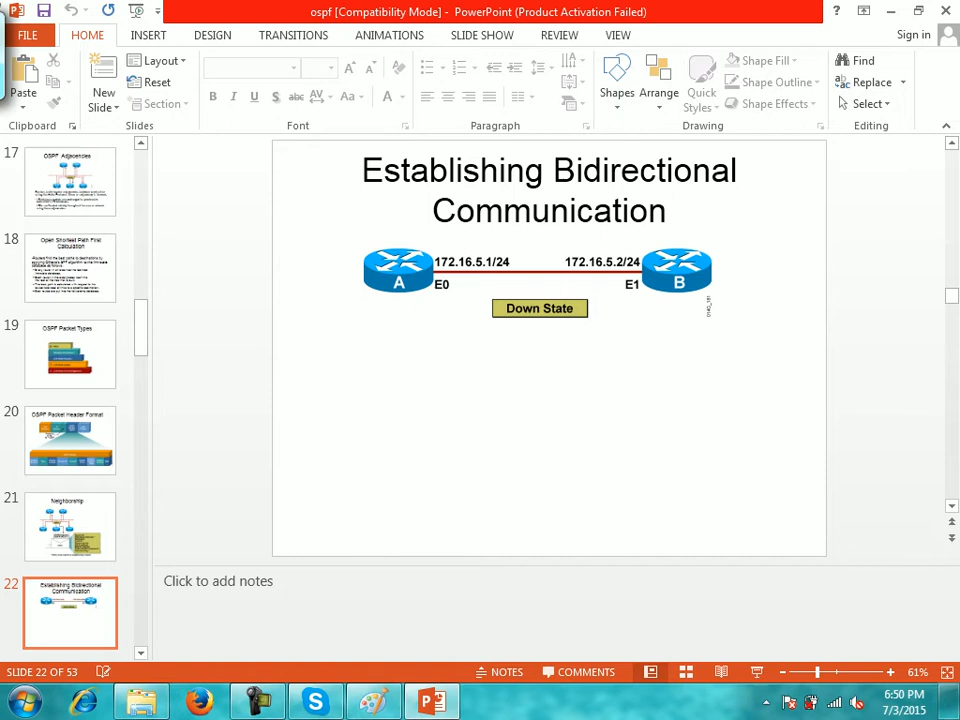 ospf [Compatibility Mode] - PowerPoint (Product Activation Failed)
FILE HOME INSERT DESIGN TRANSITIONS ANIMATIONS SLIDE SHOW REVIEW VIEW Sign in
Paste
New Slide
Layout
Reset
Section
B I U S abc AV Aa A
Shapes
Arrange
Quick Styles
Shape Fill
Shape Outline
Shape Effects
Find
Replace
Select
Clipboard Slides Font Paragraph Drawing Editing
17
OSPF Adjacencies
18
Open Shortest Path First
Calculation
19
OSPF Packet Types
20
OSPF Packet Header Format
21
Neighborship
22
Establishing Bidirectional
Communication
Establishing Bidirectional
Communication
172.16.5.1/24 172.16.5.2/24
A E0 E1 B
Down State
Click to add notes
SLIDE 22 OF 53 NOTES COMMENTS 61%
6:50 PM
7/3/2015